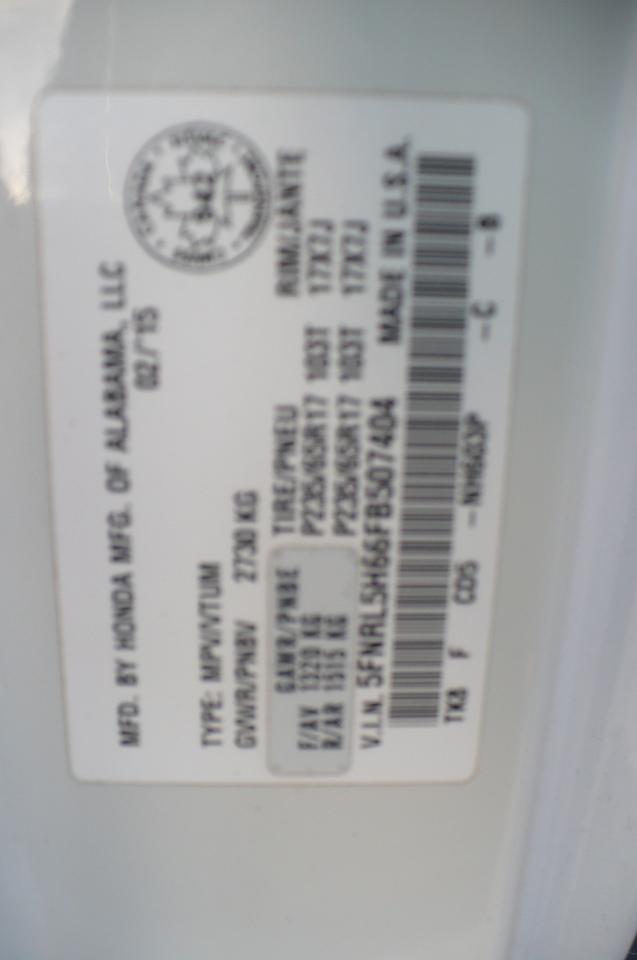 MFD. BY HONDA MFG. OF ALABAMA, LLC
02/'15
TYPE: MPV/VTUM
GVWR/PNBV 2730 KG
GAWR/PNBE TIRE/PNEU RIM/JANTE
F/AV 1320 KG P235/65R17 103T 17X7J
R/AR 1515 KG P235/65R17 103T 17X7J
V.I.N. 5FNRL5H66FB507404 MADE IN U.S.A.
TK8 F CD5 -NH603P -C -B